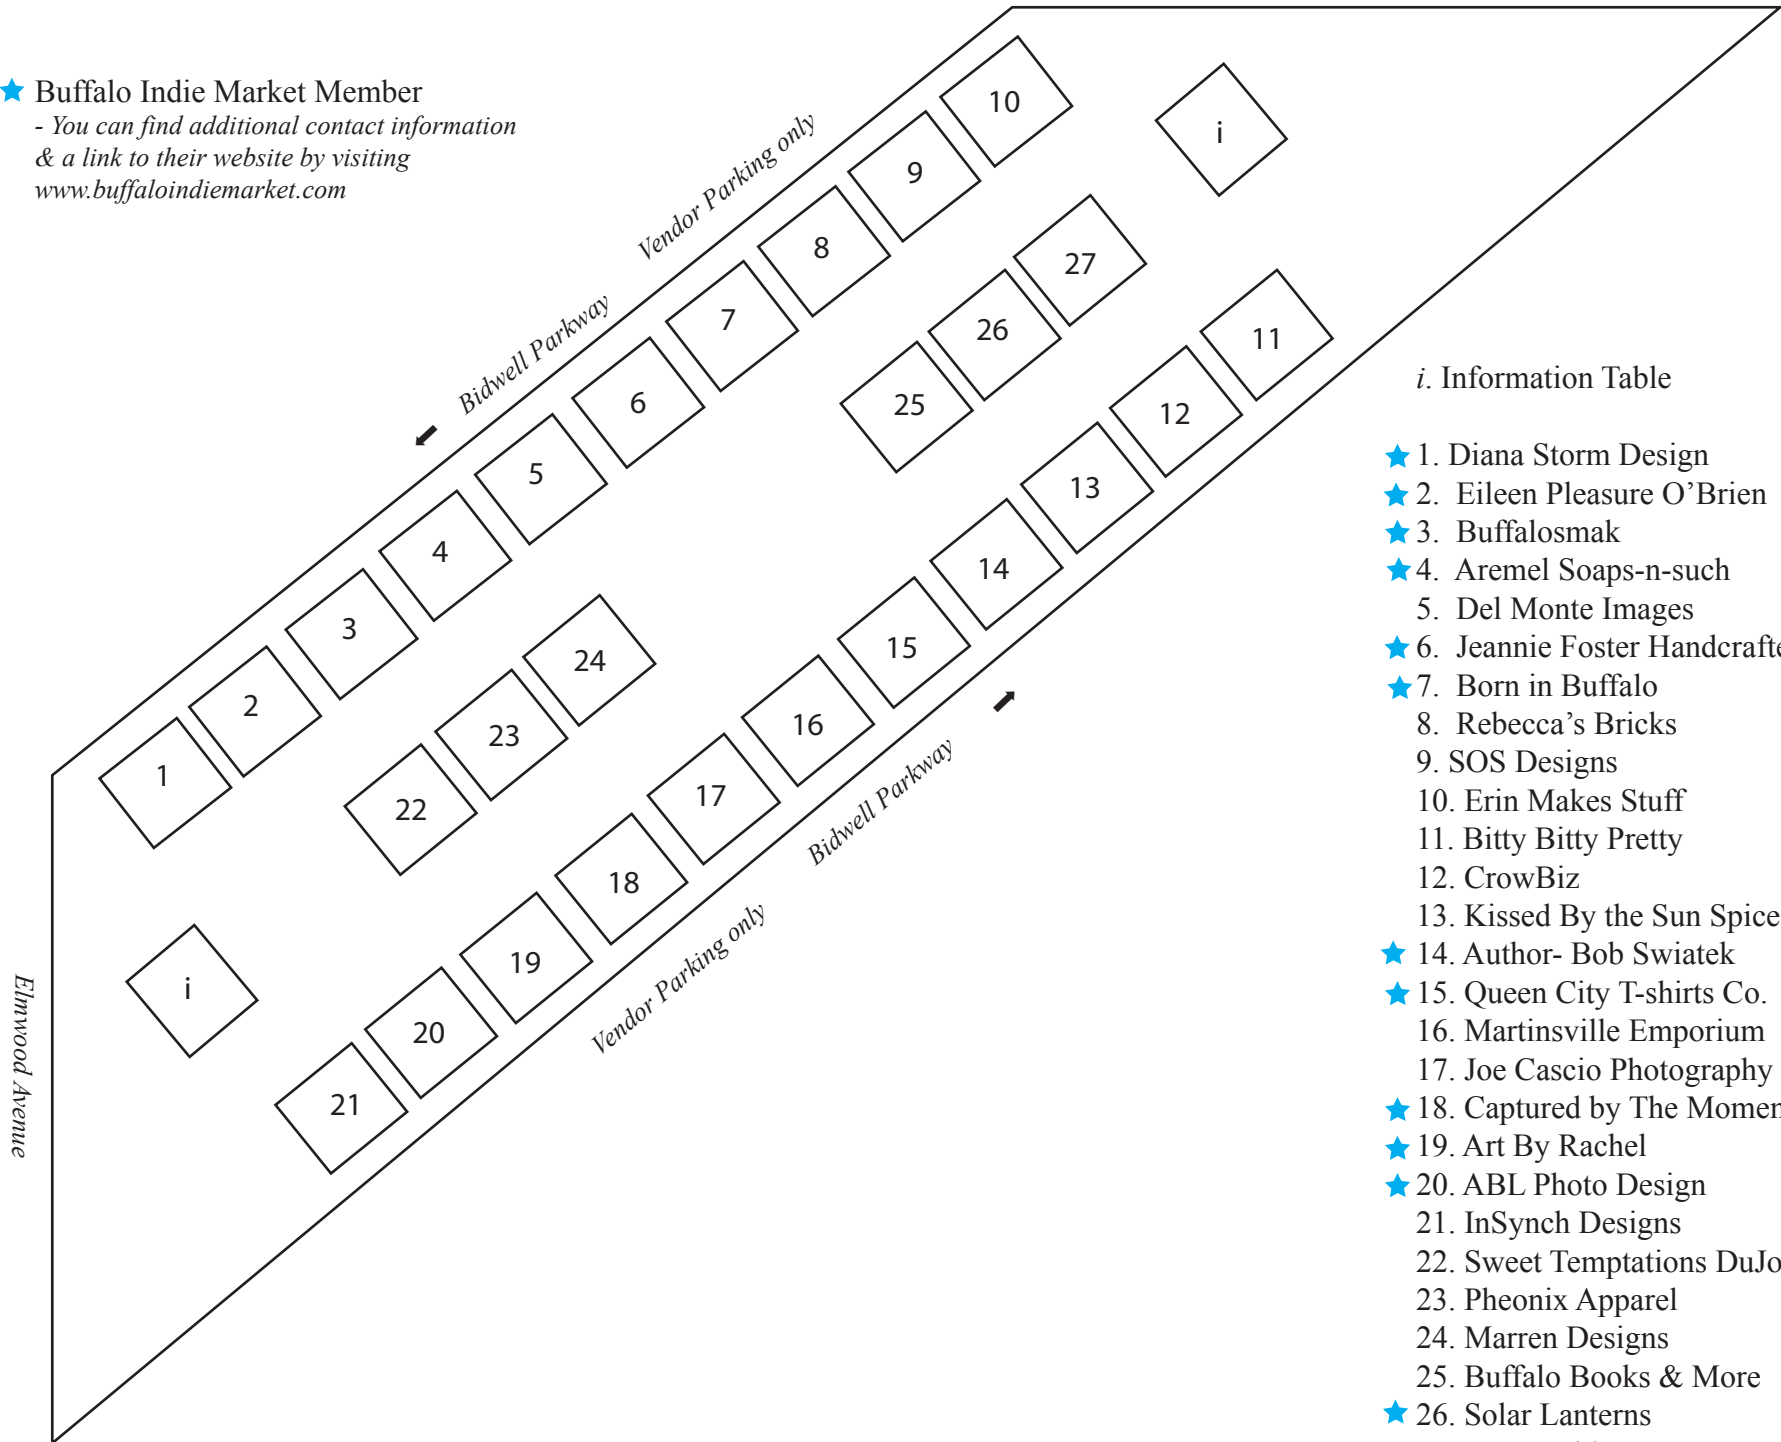 Buffalo Indie Market Member
- You can find additional contact information
& a link to their website by visiting
www.buffaloindiemarket.com
Vendor Parking only
Bidwell Parkway
10
i
9
8
27
7
26
11
6
25
12
5
13
4
14
3
15
24
2
16
23
1
17
22
18
19
i
20
21
Bidwell Parkway
Vendor Parking only
Elmwood Avenue
i. Information Table
1. Diana Storm Design
2. Eileen Pleasure O’Brien
3. Buffalosmak
4. Aremel Soaps-n-such
5. Del Monte Images
6. Jeannie Foster Handcrafte
7. Born in Buffalo
8. Rebecca’s Bricks
9. SOS Designs
10. Erin Makes Stuff
11. Bitty Bitty Pretty
12. CrowBiz
13. Kissed By the Sun Spice
14. Author- Bob Swiatek
15. Queen City T-shirts Co.
16. Martinsville Emporium
17. Joe Cascio Photography
18. Captured by The Momen
19. Art By Rachel
20. ABL Photo Design
21. InSynch Designs
22. Sweet Temptations DuJo
23. Pheonix Apparel
24. Marren Designs
25. Buffalo Books & More
26. Solar Lanterns